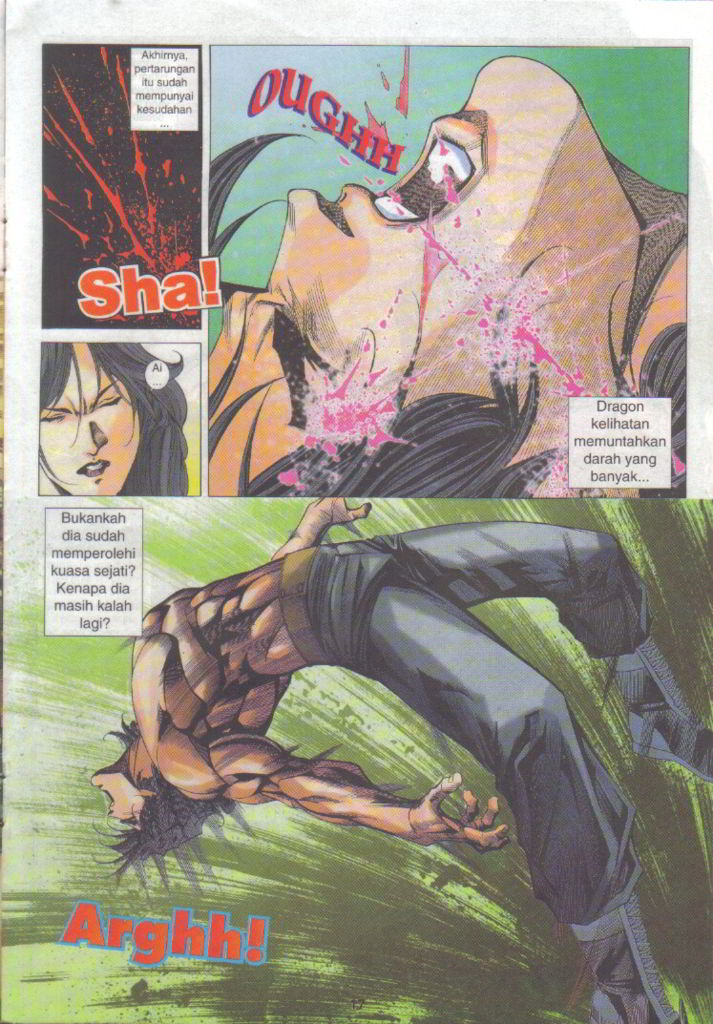 Akhirnya,
pertarungan
itu sudah
mempunyai
kesudahan
...
OUGHH
Sha!
Ai
...
Dragon
kelihatan
memuntahkan
darah yang
banyak...
Bukankah
dia sudah
memperolehi
kuasa sejati?
Kenapa dia
masih kalah
lagi?
Arghh!
17